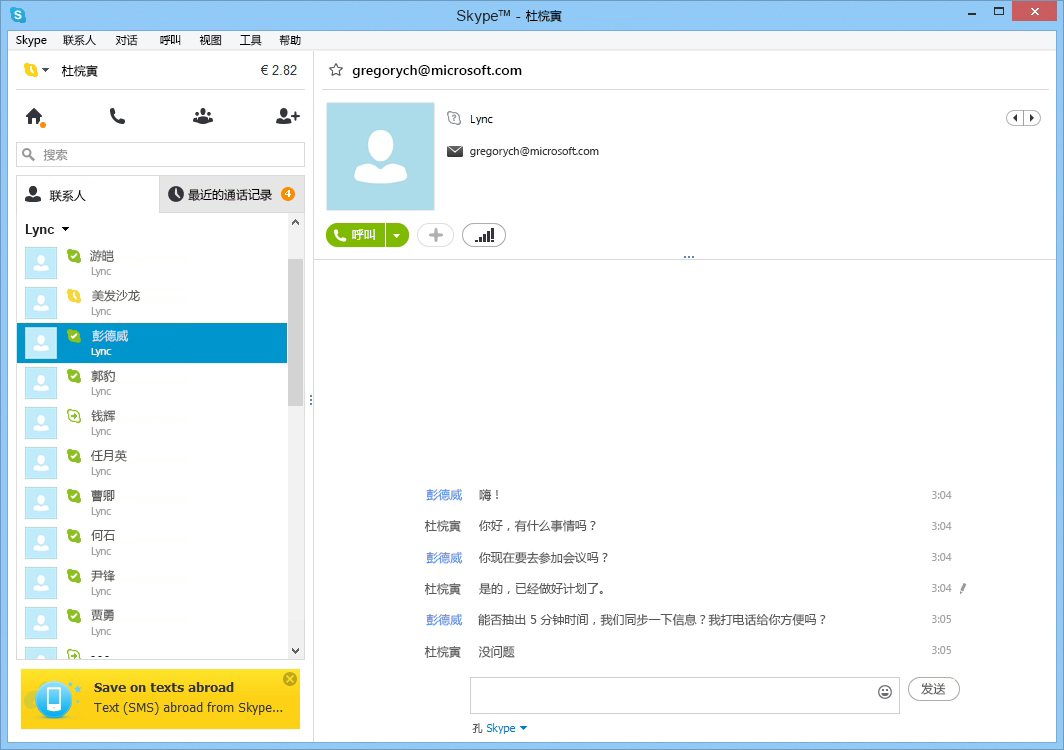 Skype™ - 杜浣寅
Skype 联系人 对话 呼叫 视图 工具 帮助
杜浣寅 € 2.82
搜索
联系人
最近的通话记录 4
Lync
游皑
Lync
美发沙龙
Lync
彭德威
Lync
郭豹
Lync
钱辉
Lync
任月英
Lync
曹卿
Lync
何石
Lync
尹锋
Lync
贾勇
Lync
Save on texts abroad
Text (SMS) abroad from Skype...
gregorych@microsoft.com
Lync
gregorych@microsoft.com
呼叫
彭德威 嗨！ 3:04
杜浣寅 你好，有什么事情吗？ 3:04
彭德威 你现在要去参加会议吗？ 3:04
杜浣寅 是的，已经做好计划了。 3:04
彭德威 能否抽出 5 分钟时间，我们同步一下信息？我打电话给你方便吗？ 3:05
杜浣寅 没问题 3:05
发送
孔 Skype